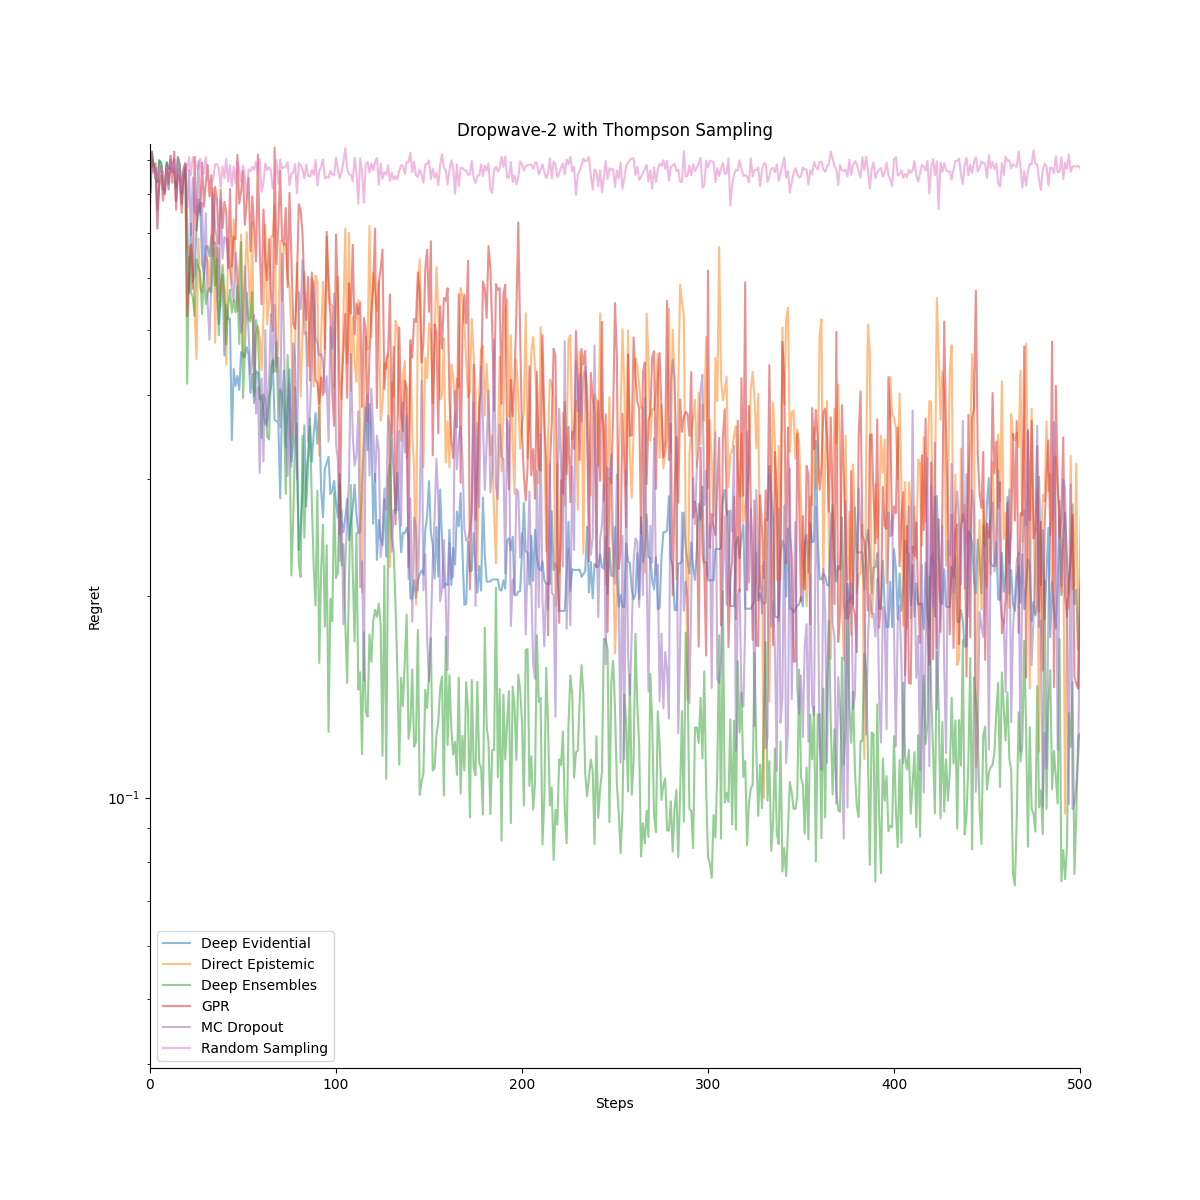 Dropwave-2 with Thompson Sampling
Regret
10⁻¹
Deep Evidential
Direct Epistemic
Deep Ensembles
GPR
MC Dropout
Random Sampling
0 100 200 300 400 500
Steps